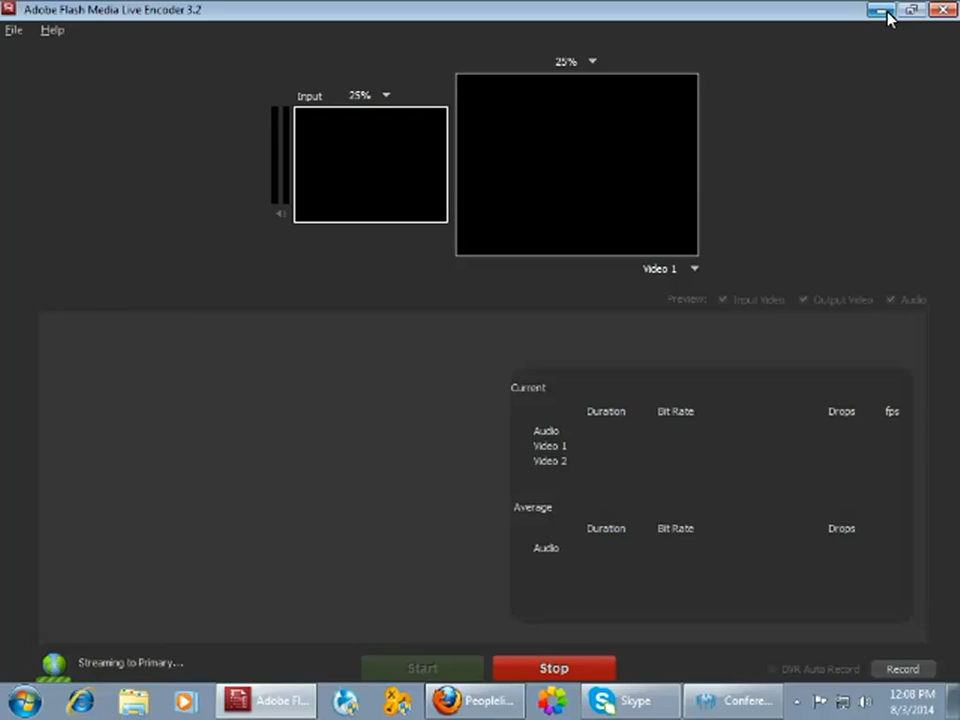 Adobe Flash Media Live Encoder 3.2
File Help
25%
Input 25%
Video 1
Preview: Input Video Output Video Audio
Current
Duration Bit Rate Drops fps
Audio
Video 1
Video 2
Average
Duration Bit Rate Drops
Audio
Streaming to Primary...
Start
Stop
DVR Auto Record
Record
Adobe Fl...
Peopleli...
Skype
Confere...
12:08 PM
8/3/2014